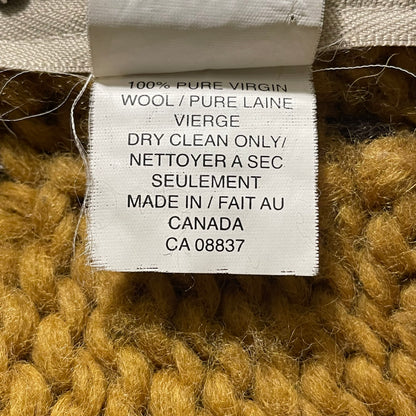 100% PURE VIRGIN
WOOL / PURE LAINE
VIERGE
DRY CLEAN ONLY/
NETTOYER A SEC
SEULEMENT
MADE IN / FAIT AU
CANADA
CA 08837